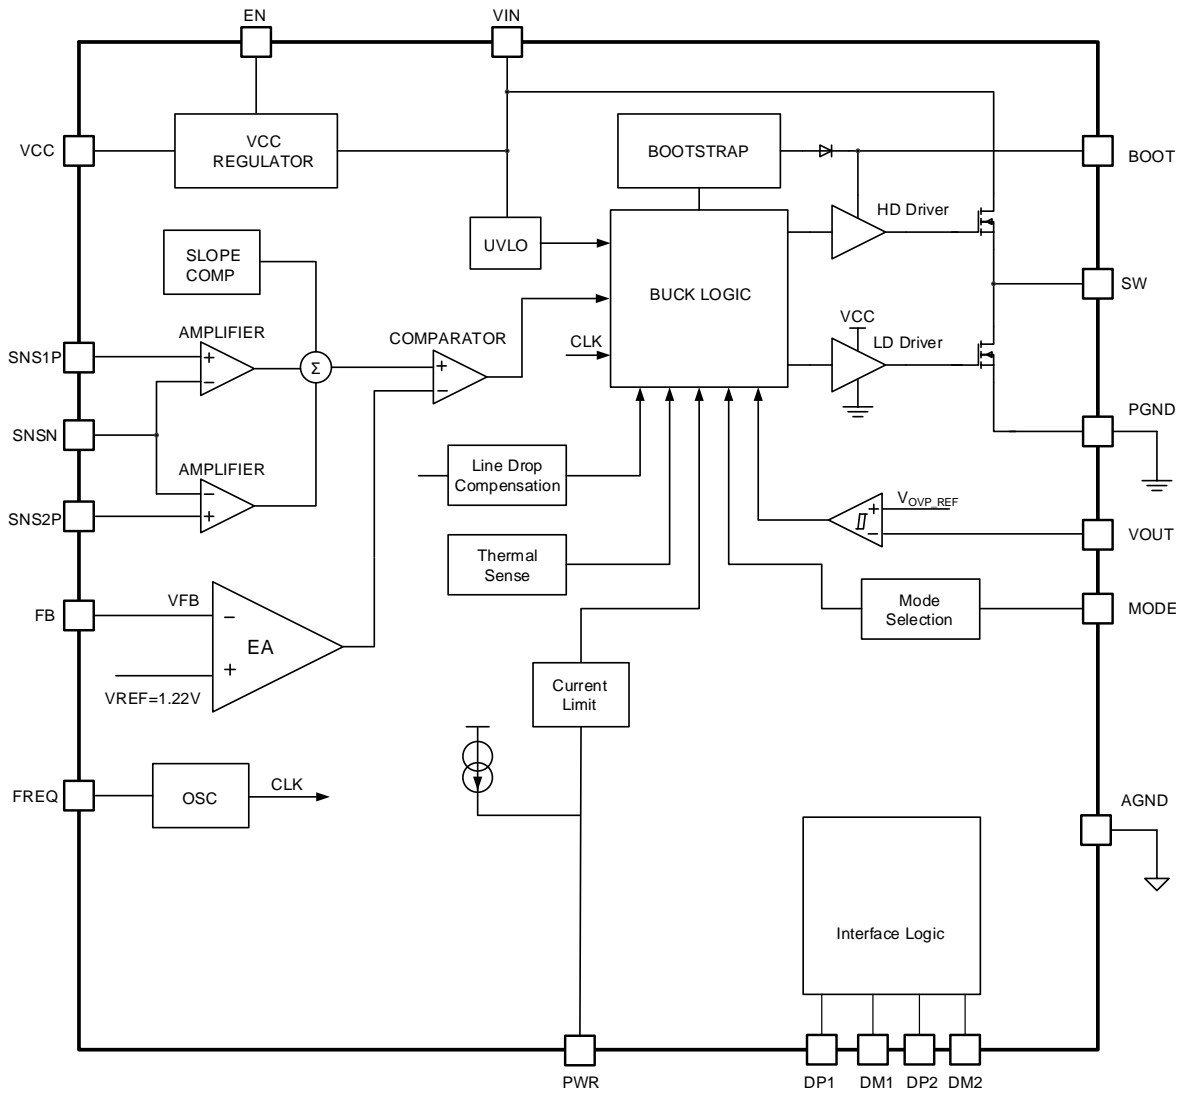 EN
VIN
VCC
VCC
REGULATOR
BOOTSTRAP
BOOT
HD Driver
UVLO
SLOPE
COMP
BUCK LOGIC
SW
AMPLIFIER
COMPARATOR
CLK
VCC
LD Driver
SNS1P
+
−
Σ
+
−
PGND
SNSN
AMPLIFIER
Line Drop
Compensation
−
+
SNS2P
V_OVP_REF
+
−
VOUT
Thermal
Sense
FB
VFB
−
EA
+
VREF=1.22V
Mode
Selection
MODE
Current
Limit
FREQ
OSC
CLK
AGND
Interface Logic
PWR
DP1
DM1
DP2
DM2